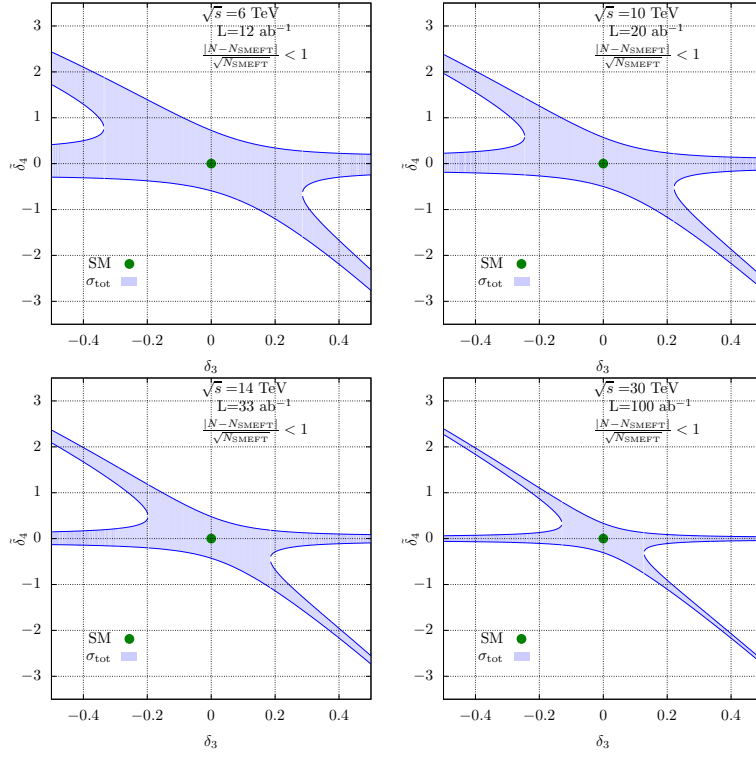 √s =6 TeV
L=12 ab⁻¹
|N−N_SMEFT|/√N_SMEFT < 1
3
2
1
0
−1
−2
−3
δ̃₄
SM
σ_tot
−0.4 −0.2 0 0.2 0.4
δ₃
√s =10 TeV
L=20 ab⁻¹
|N−N_SMEFT|/√N_SMEFT < 1
3
2
1
0
−1
−2
−3
δ̃₄
SM
σ_tot
−0.4 −0.2 0 0.2 0.4
δ₃
√s =14 TeV
L=33 ab⁻¹
|N−N_SMEFT|/√N_SMEFT < 1
3
2
1
0
−1
−2
−3
δ̃₄
SM
σ_tot
−0.4 −0.2 0 0.2 0.4
δ₃
√s =30 TeV
L=100 ab⁻¹
|N−N_SMEFT|/√N_SMEFT < 1
3
2
1
0
−1
−2
−3
δ̃₄
SM
σ_tot
−0.4 −0.2 0 0.2 0.4
δ₃